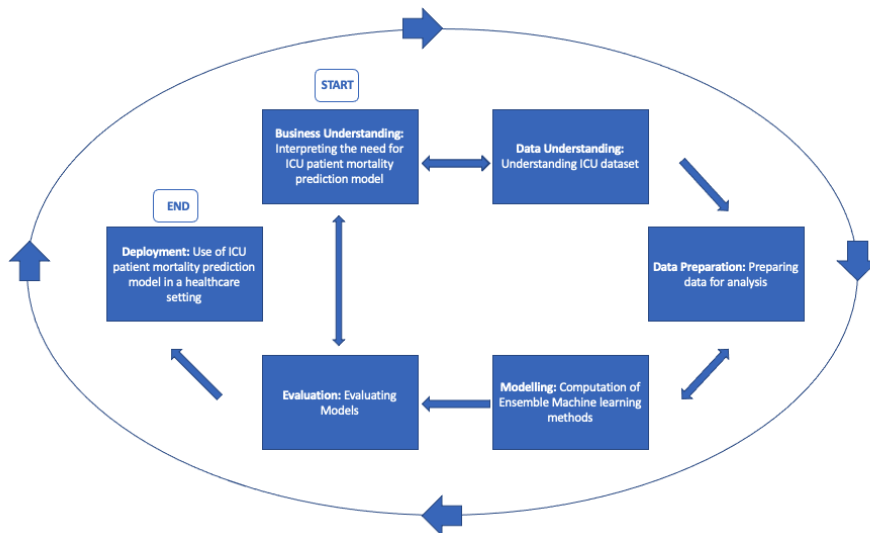 START
Business Understanding:
Interpreting the need for
ICU patient mortality
prediction model
Data Understanding:
Understanding ICU dataset
END
Deployment: Use of ICU
patient mortality prediction
model in a healthcare
setting
Data Preparation: Preparing
data for analysis
Evaluation: Evaluating
Models
Modelling: Computation of
Ensemble Machine learning
methods